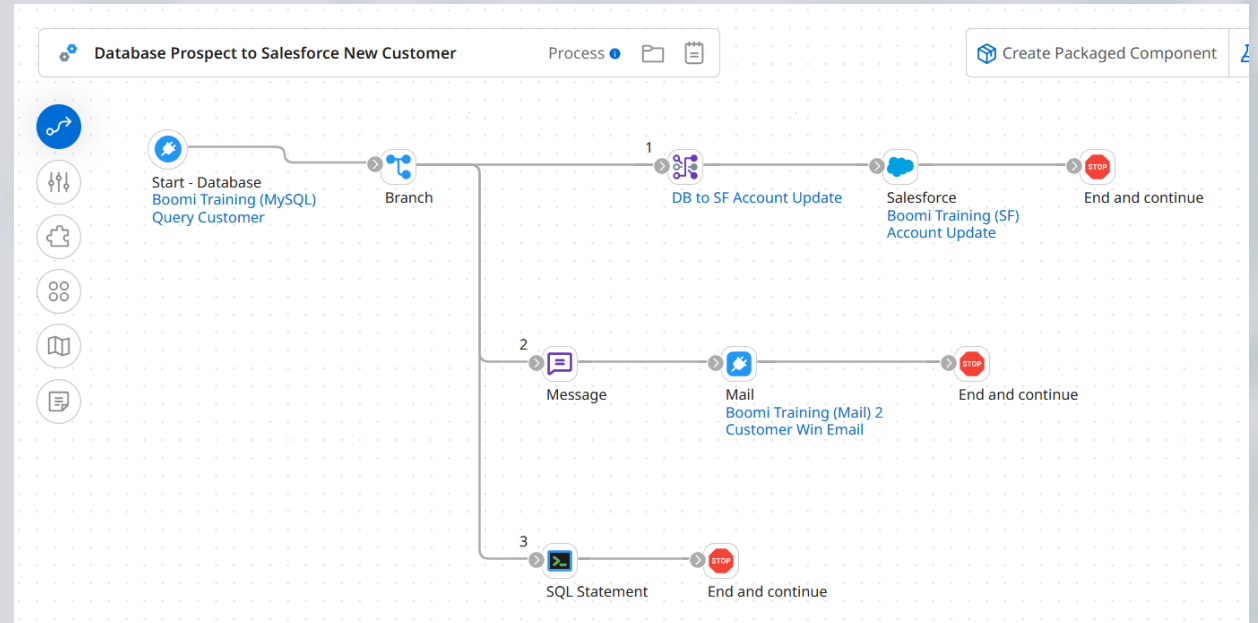 Database Prospect to Salesforce New Customer
Process
Create Packaged Component
Start - Database
Boomi Training (MySQL)
Query Customer
Branch
1
DB to SF Account Update
Salesforce
Boomi Training (SF)
Account Update
STOP
End and continue
2
Message
Mail
Boomi Training (Mail) 2
Customer Win Email
STOP
End and continue
3
SQL Statement
STOP
End and continue